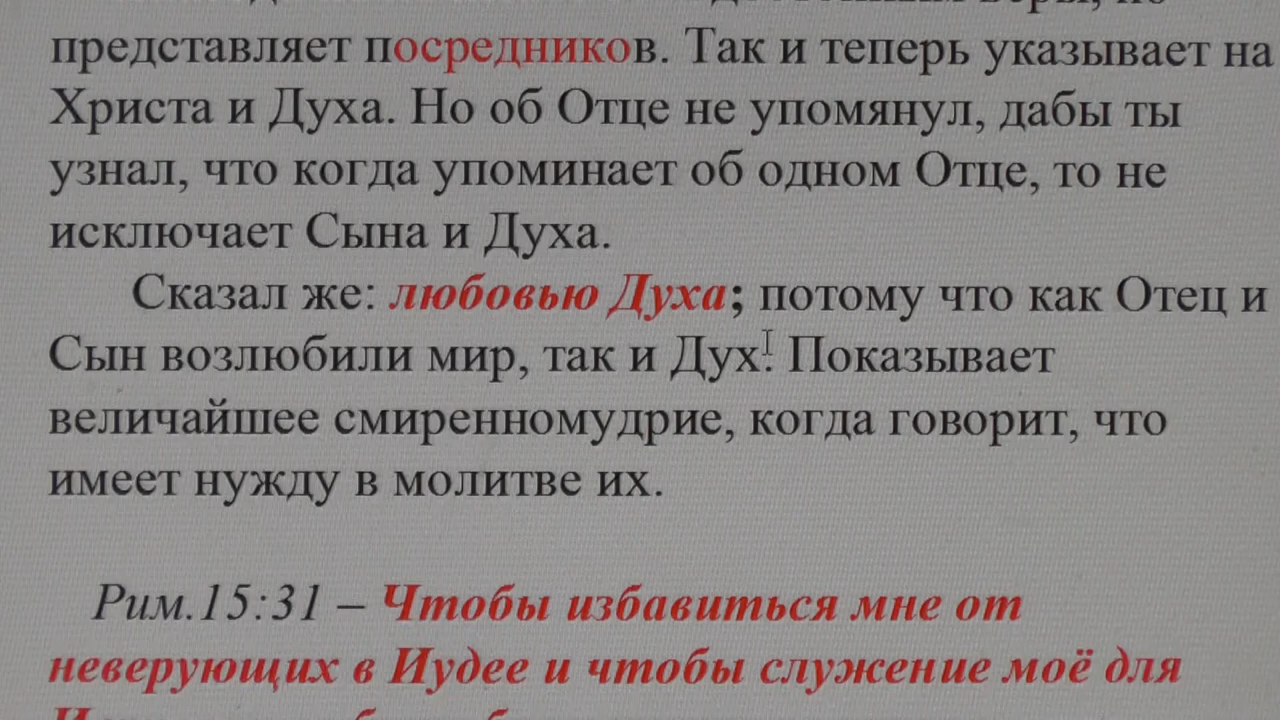 представляет посредников. Так и теперь указывает на
Христа и Духа. Но об Отце не упомянул, дабы ты
узнал, что когда упоминает об одном Отце, то не
исключает Сына и Духа.
Сказал же: любовью Духа; потому что как Отец и
Сын возлюбили мир, так и Дух. Показывает
величайшее смиренномудрие, когда говорит, что
имеет нужду в молитве их.
Рим.15:31 – Чтобы избавиться мне от
неверующих в Иудее и чтобы служение моё для